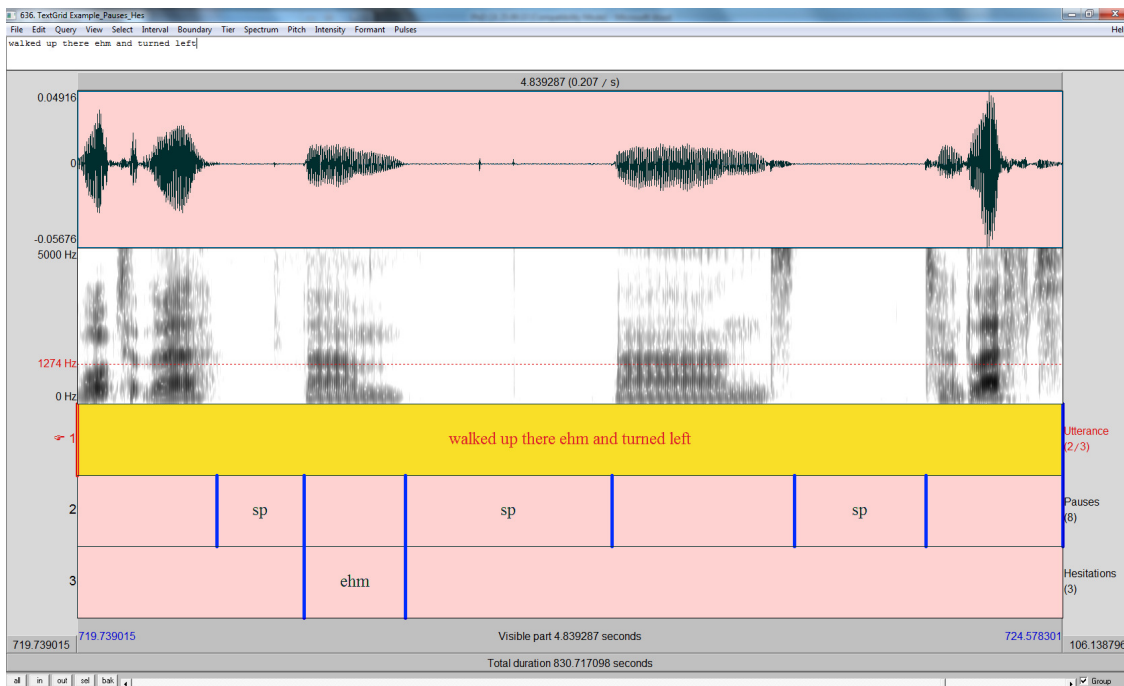 636. TextGrid Example_Pauses_Hes
File Edit Query View Select Interval Boundary Tier Spectrum Pitch Intensity Formant Pulses Hel
walked up there ehm and turned left
4.839287 (0.207 / s)
0.04916
0
-0.05676
5000 Hz
1274 Hz
0 Hz
1 walked up there ehm and turned left Utterance
(2/3)
2 sp sp sp Pauses
(8)
3 ehm Hesitations
(3)
719.739015 719.739015 Visible part 4.839287 seconds 724.578301 106.138796
Total duration 830.717098 seconds
all in out sel bak Group